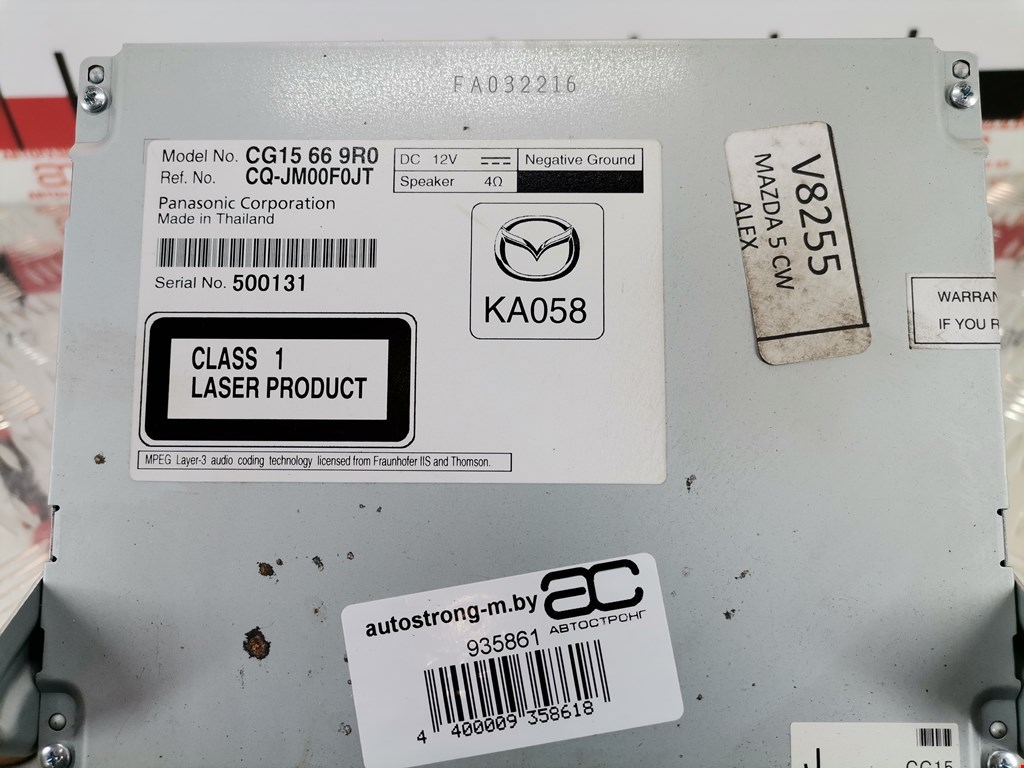 FA032216
Model No. CG15 66 9R0
Ref. No. CQ-JM00F0JT
DC 12V
Negative Ground
Speaker 4Ω
Panasonic Corporation
Made in Thailand
Serial No. 500131
KA058
CLASS 1
LASER PRODUCT
MPEG Layer-3 audio coding technology licensed from Fraunhofer IIS and Thomson.
V8255
MAZDA 5 CW
ALEX
WARRAN
IF YOU R
autostrong-m.by
ac
АВТОСТРОНГ
935861
4 400009 358618
CG15